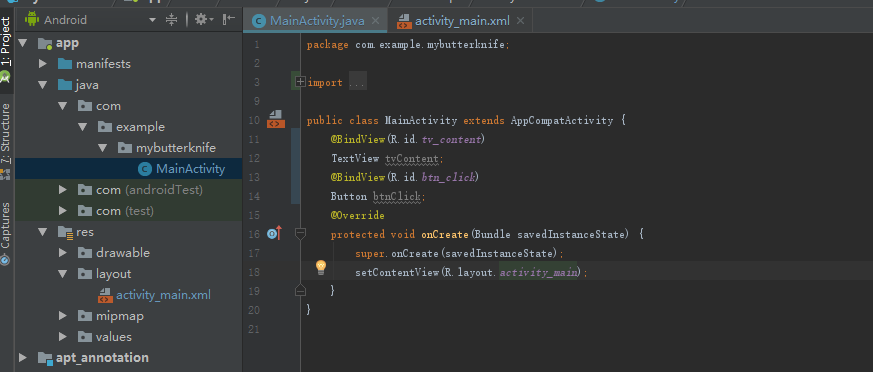 Android
MainActivity.java
activity_main.xml
1: Project
7: Structure
Captures
app
manifests
java
com
example
mybutterknife
MainActivity
com (androidTest)
com (test)
res
drawable
layout
activity_main.xml
mipmap
values
apt_annotation
1 package com.example.mybutterknife;
2
3 import ...
9
10 public class MainActivity extends AppCompatActivity {
11 @BindView(R.id.tv_content)
12 TextView tvContent;
13 @BindView(R.id.btn_click)
14 Button btnClick;
15 @Override
16 protected void onCreate(Bundle savedInstanceState) {
17 super.onCreate(savedInstanceState);
18 setContentView(R.layout.activity_main);
19 }
20 }
21